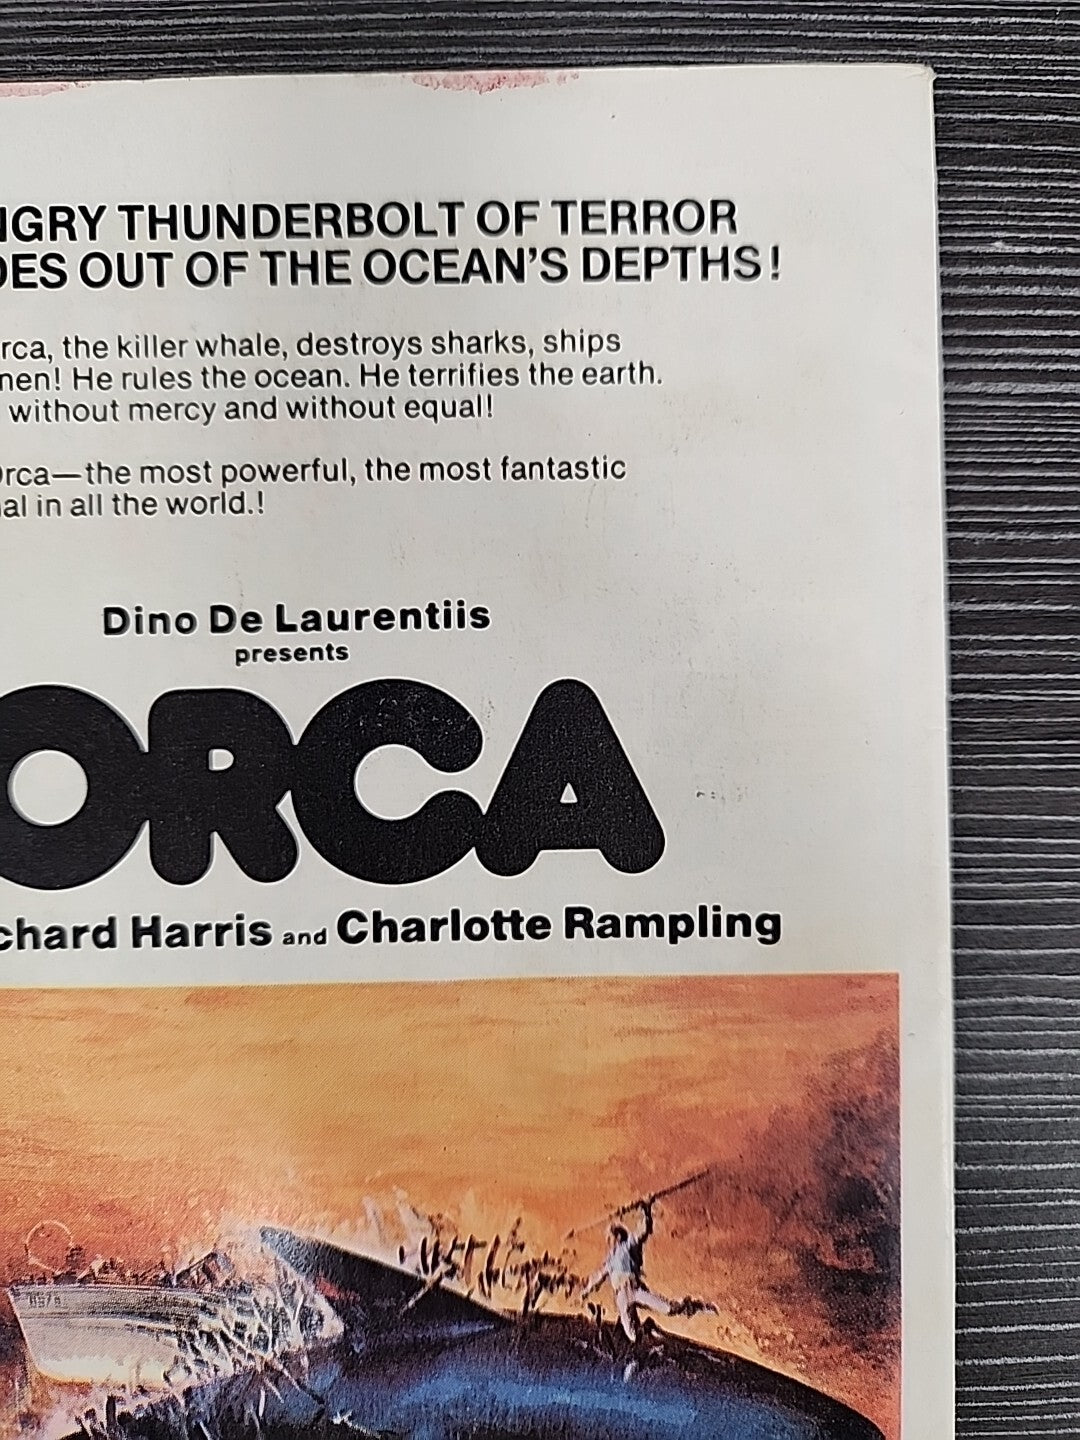 NGRY THUNDERBOLT OF TERROR
DES OUT OF THE OCEAN'S DEPTHS!
rca, the killer whale, destroys sharks, ships
men! He rules the ocean. He terrifies the earth.
without mercy and without equal!
Orca—the most powerful, the most fantastic
al in all the world.!
Dino De Laurentiis
presents
ORCA
chard Harris and Charlotte Rampling